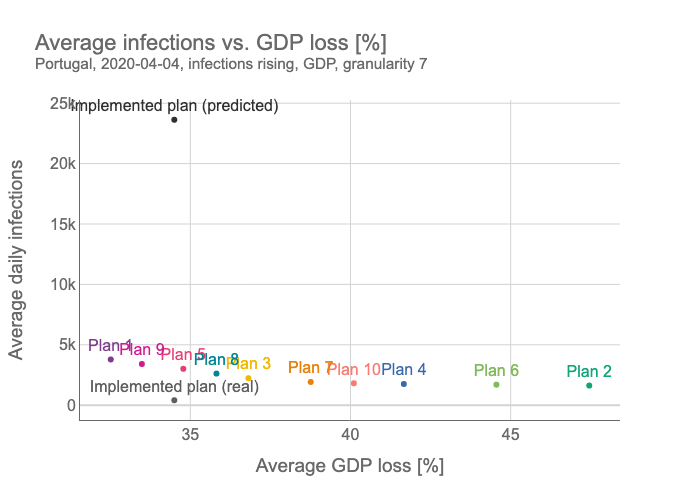 Average infections vs. GDP loss [%]
Portugal, 2020-04-04, infections rising, GDP, granularity 7
25k
Implemented plan (predicted)
20k
15k
10k
5k
Plan 1
Plan 9
Plan 5
Plan 8
Plan 3
Plan 7
Plan 10
Plan 4
Plan 6
Plan 2
Implemented plan (real)
0
35
40
45
Average GDP loss [%]
Average daily infections